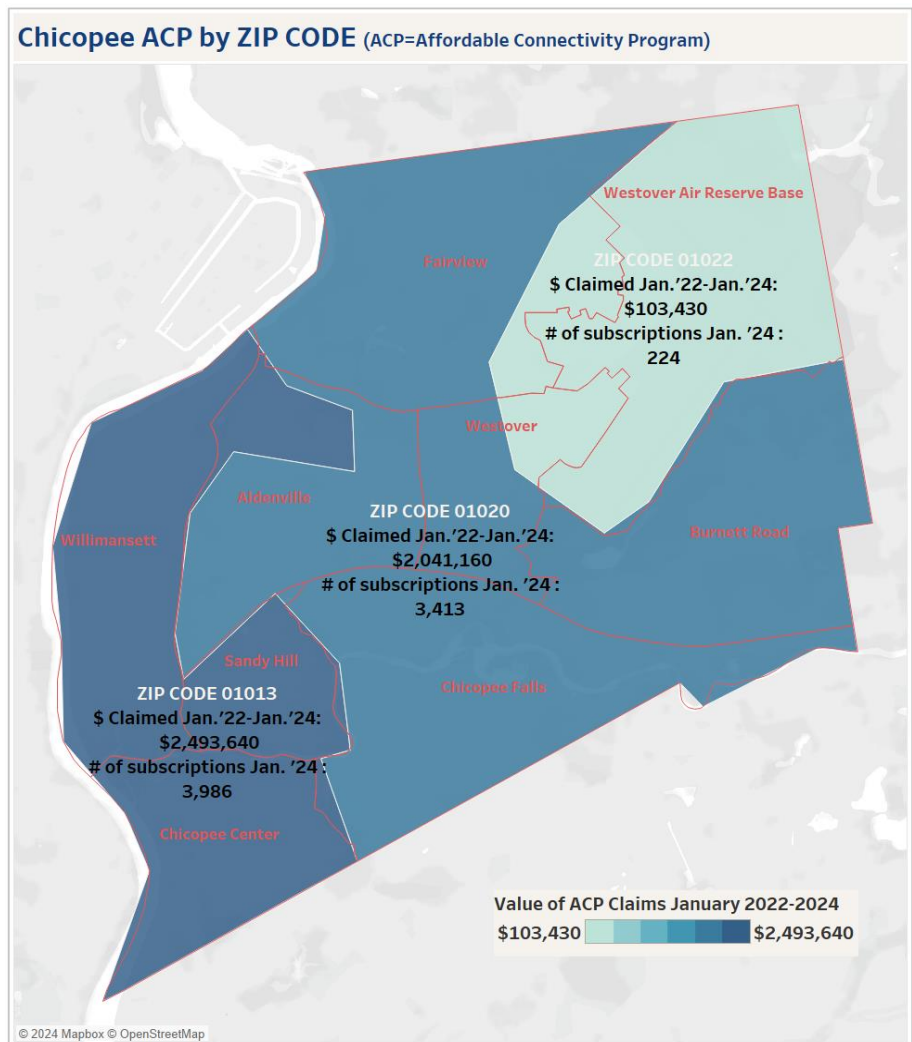 Chicopee ACP by ZIP CODE (ACP=Affordable Connectivity Program)
Westover Air Reserve Base
Fairview
ZIP CODE 01022
$ Claimed Jan.’22-Jan.’24:
$103,430
# of subscriptions Jan. ’24 :
224
Westover
Aldenville
Willimansett
ZIP CODE 01020
$ Claimed Jan.’22-Jan.’24:
$2,041,160
# of subscriptions Jan. ’24 :
3,413
Burnett Road
Sandy Hill
Chicopee Falls
ZIP CODE 01013
$ Claimed Jan.’22-Jan.’24:
$2,493,640
# of subscriptions Jan. ’24 :
3,986
Chicopee Center
Value of ACP Claims January 2022-2024
$103,430 $2,493,640
© 2024 Mapbox © OpenStreetMap